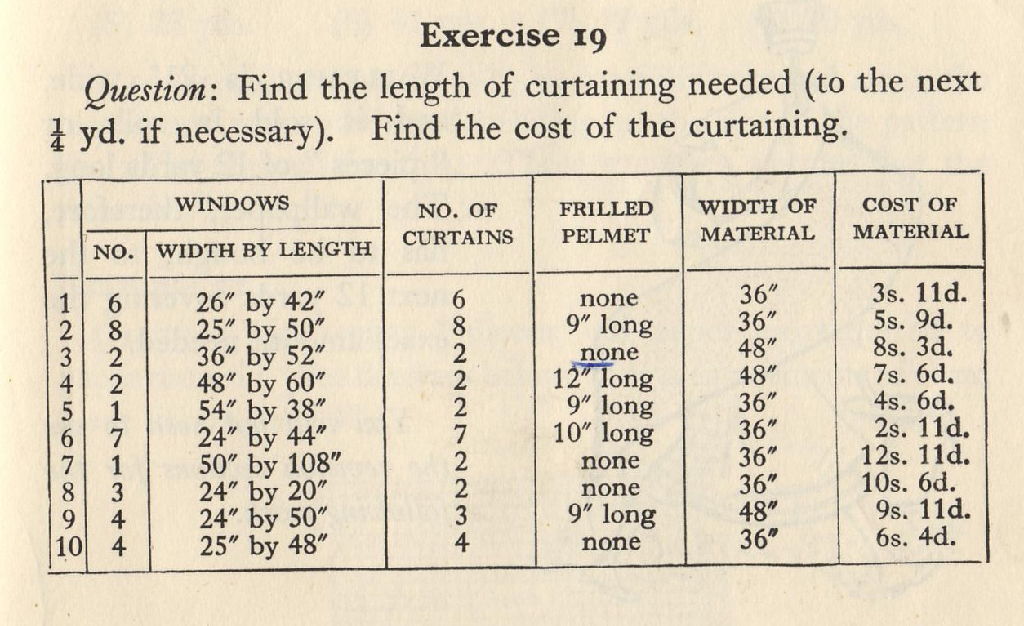 Exercise 19
Question: Find the length of curtaining needed (to the next
¼ yd. if necessary). Find the cost of the curtaining.
WINDOWS
NO. OF CURTAINS
FRILLED PELMET
WIDTH OF MATERIAL
COST OF MATERIAL
NO. WIDTH BY LENGTH
1 6 26″ by 42″ 6 none 36″ 3s. 11d.
2 8 25″ by 50″ 8 9″ long 36″ 5s. 9d.
3 2 36″ by 52″ 2 none 48″ 8s. 3d.
4 2 48″ by 60″ 2 12″ long 48″ 7s. 6d.
5 1 54″ by 38″ 2 9″ long 36″ 4s. 6d.
6 7 24″ by 44″ 7 10″ long 36″ 2s. 11d.
7 1 50″ by 108″ 2 none 36″ 12s. 11d.
8 3 24″ by 20″ 2 none 36″ 10s. 6d.
9 4 24″ by 50″ 3 9″ long 48″ 9s. 11d.
10 4 25″ by 48″ 4 none 36″ 6s. 4d.